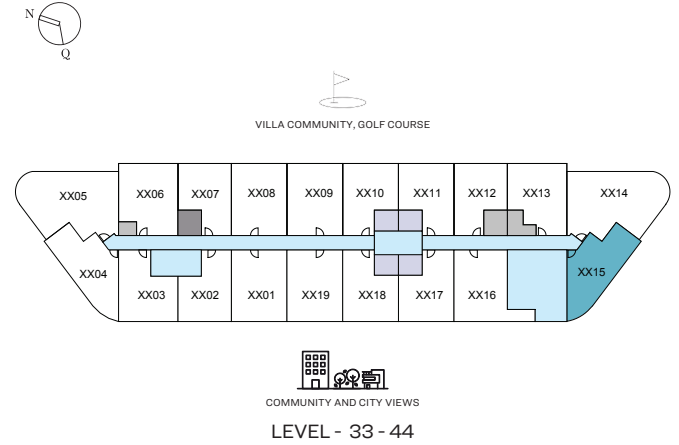 N
Q
VILLA COMMUNITY, GOLF COURSE
XX05 XX06 XX07 XX08 XX09 XX10 XX11 XX12 XX13 XX14
XX04 XX15
XX03 XX02 XX01 XX19 XX18 XX17 XX16
COMMUNITY AND CITY VIEWS
LEVEL - 33 - 44